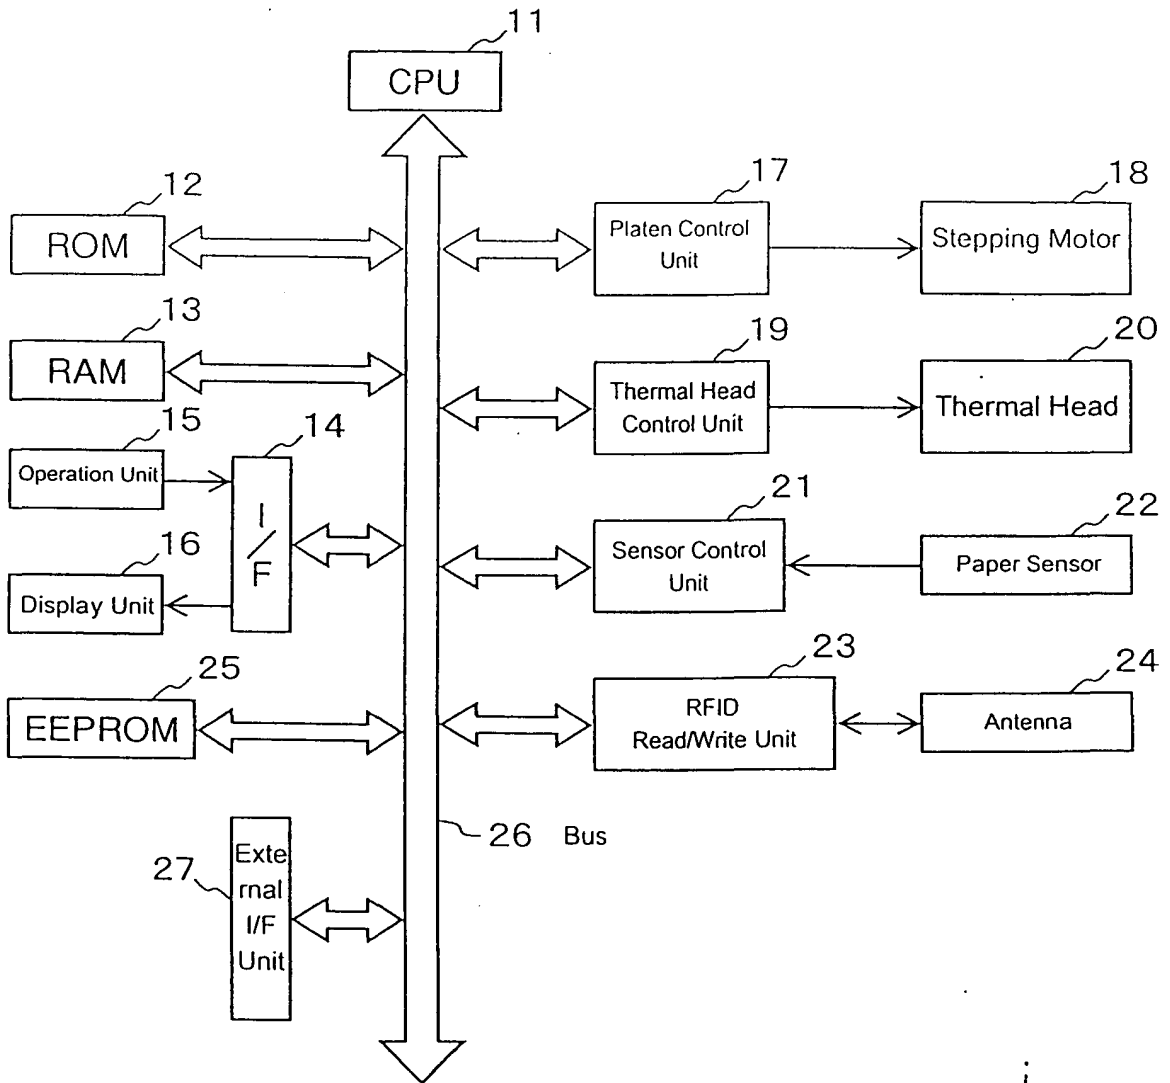 11
CPU
12
ROM
17
Platen Control
Unit
18
Stepping Motor
13
RAM
19
Thermal Head
Control Unit
20
Thermal Head
15
Operation Unit
14
I
/
F
16
Display Unit
21
Sensor Control
Unit
22
Paper Sensor
25
EEPROM
23
RFID
Read/Write Unit
24
Antenna
26 Bus
27
Exte
rnal
I/F
Unit